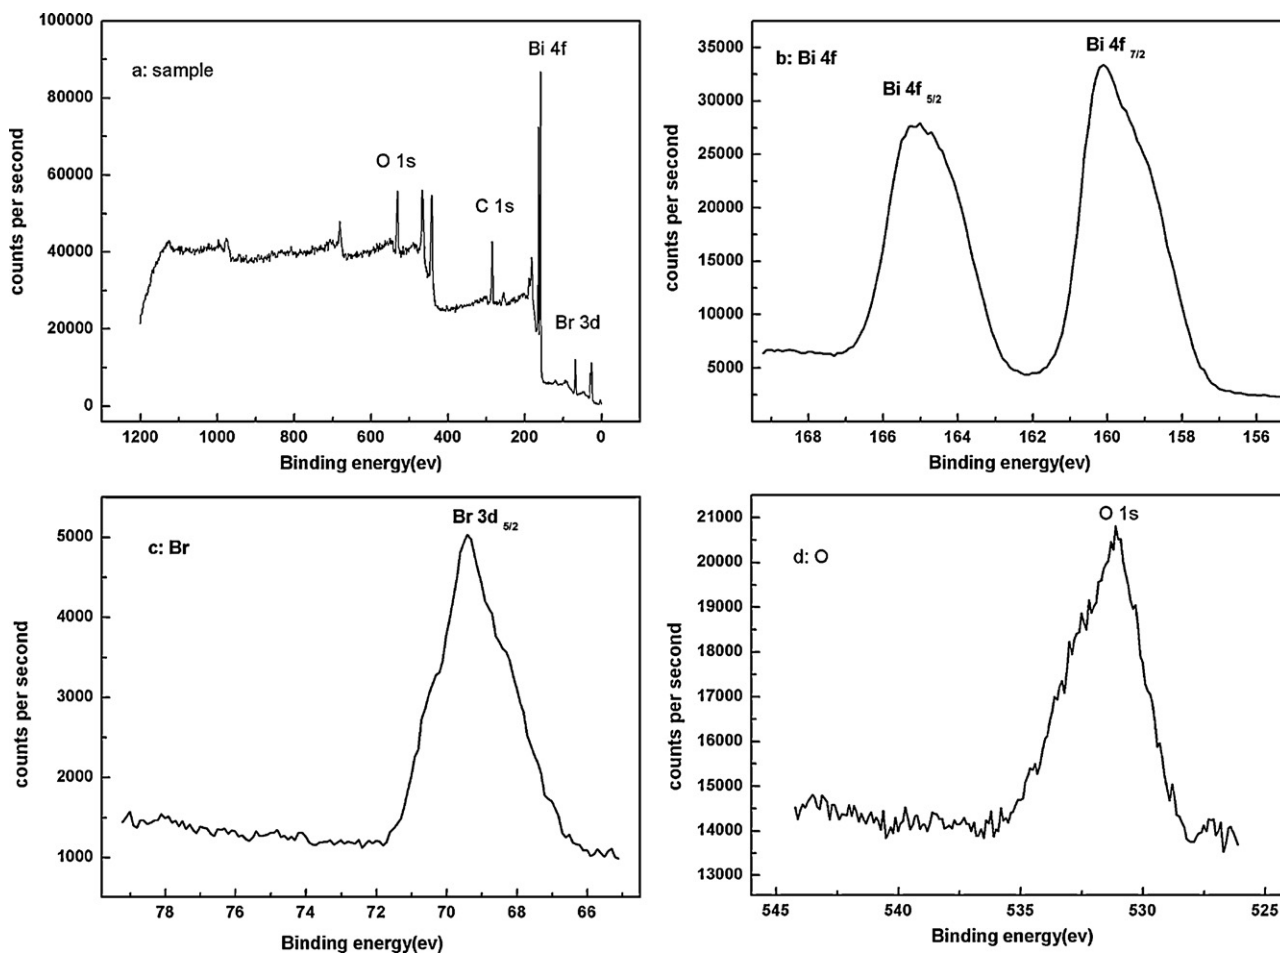 100000
80000
60000
40000
20000
0
counts per second
a: sample
Bi 4f
O 1s
C 1s
Br 3d
1200 1000 800 600 400 200 0
Binding energy(ev)
35000
30000
25000
20000
15000
10000
5000
counts per second
b: Bi 4f
Bi 4f 7/2
Bi 4f 5/2
168 166 164 162 160 158 156
Binding energy(ev)
5000
4000
3000
2000
1000
counts per second
Br 3d 5/2
c: Br
78 76 74 72 70 68 66
Binding energy(ev)
21000
20000
19000
18000
17000
16000
15000
14000
13000
counts per second
O 1s
d: O
545 540 535 530 525
Binding energy(ev)